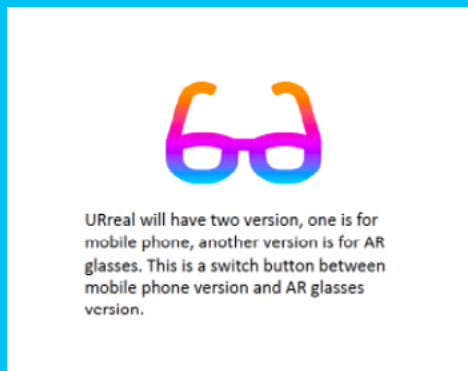 URreal will have two version, one is for
mobile phone, another version is for AR
glasses. This is a switch button between
mobile phone version and AR glasses
version.